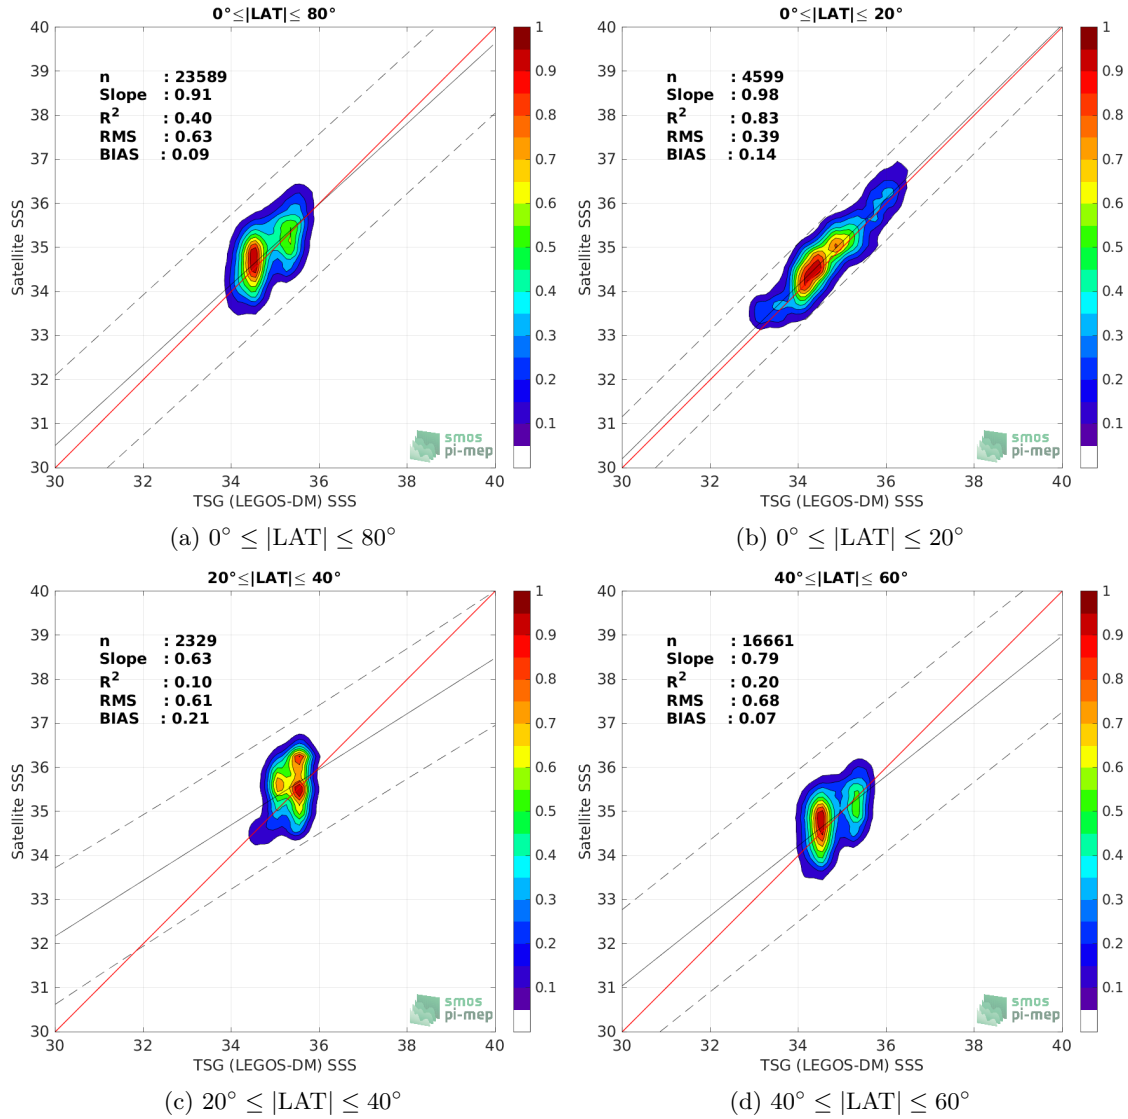 0°≤|LAT|≤ 80°
n : 23589
Slope : 0.91
R² : 0.40
RMS : 0.63
BIAS : 0.09
Satellite SSS
40
39
38
37
36
35
34
33
32
31
30
30 32 34 36 38 40
TSG (LEGOS-DM) SSS
1
0.9
0.8
0.7
0.6
0.5
0.4
0.3
0.2
0.1
smos
pi-mep
(a) 0° ≤ |LAT| ≤ 80°
0°≤|LAT|≤ 20°
n : 4599
Slope : 0.98
R² : 0.83
RMS : 0.39
BIAS : 0.14
Satellite SSS
40
39
38
37
36
35
34
33
32
31
30
30 32 34 36 38 40
TSG (LEGOS-DM) SSS
1
0.9
0.8
0.7
0.6
0.5
0.4
0.3
0.2
0.1
smos
pi-mep
(b) 0° ≤ |LAT| ≤ 20°
20°≤|LAT|≤ 40°
n : 2329
Slope : 0.63
R² : 0.10
RMS : 0.61
BIAS : 0.21
Satellite SSS
40
39
38
37
36
35
34
33
32
31
30
30 32 34 36 38 40
TSG (LEGOS-DM) SSS
1
0.9
0.8
0.7
0.6
0.5
0.4
0.3
0.2
0.1
smos
pi-mep
(c) 20° ≤ |LAT| ≤ 40°
40°≤|LAT|≤ 60°
n : 16661
Slope : 0.79
R² : 0.20
RMS : 0.68
BIAS : 0.07
Satellite SSS
40
39
38
37
36
35
34
33
32
31
30
30 32 34 36 38 40
TSG (LEGOS-DM) SSS
1
0.9
0.8
0.7
0.6
0.5
0.4
0.3
0.2
0.1
smos
pi-mep
(d) 40° ≤ |LAT| ≤ 60°